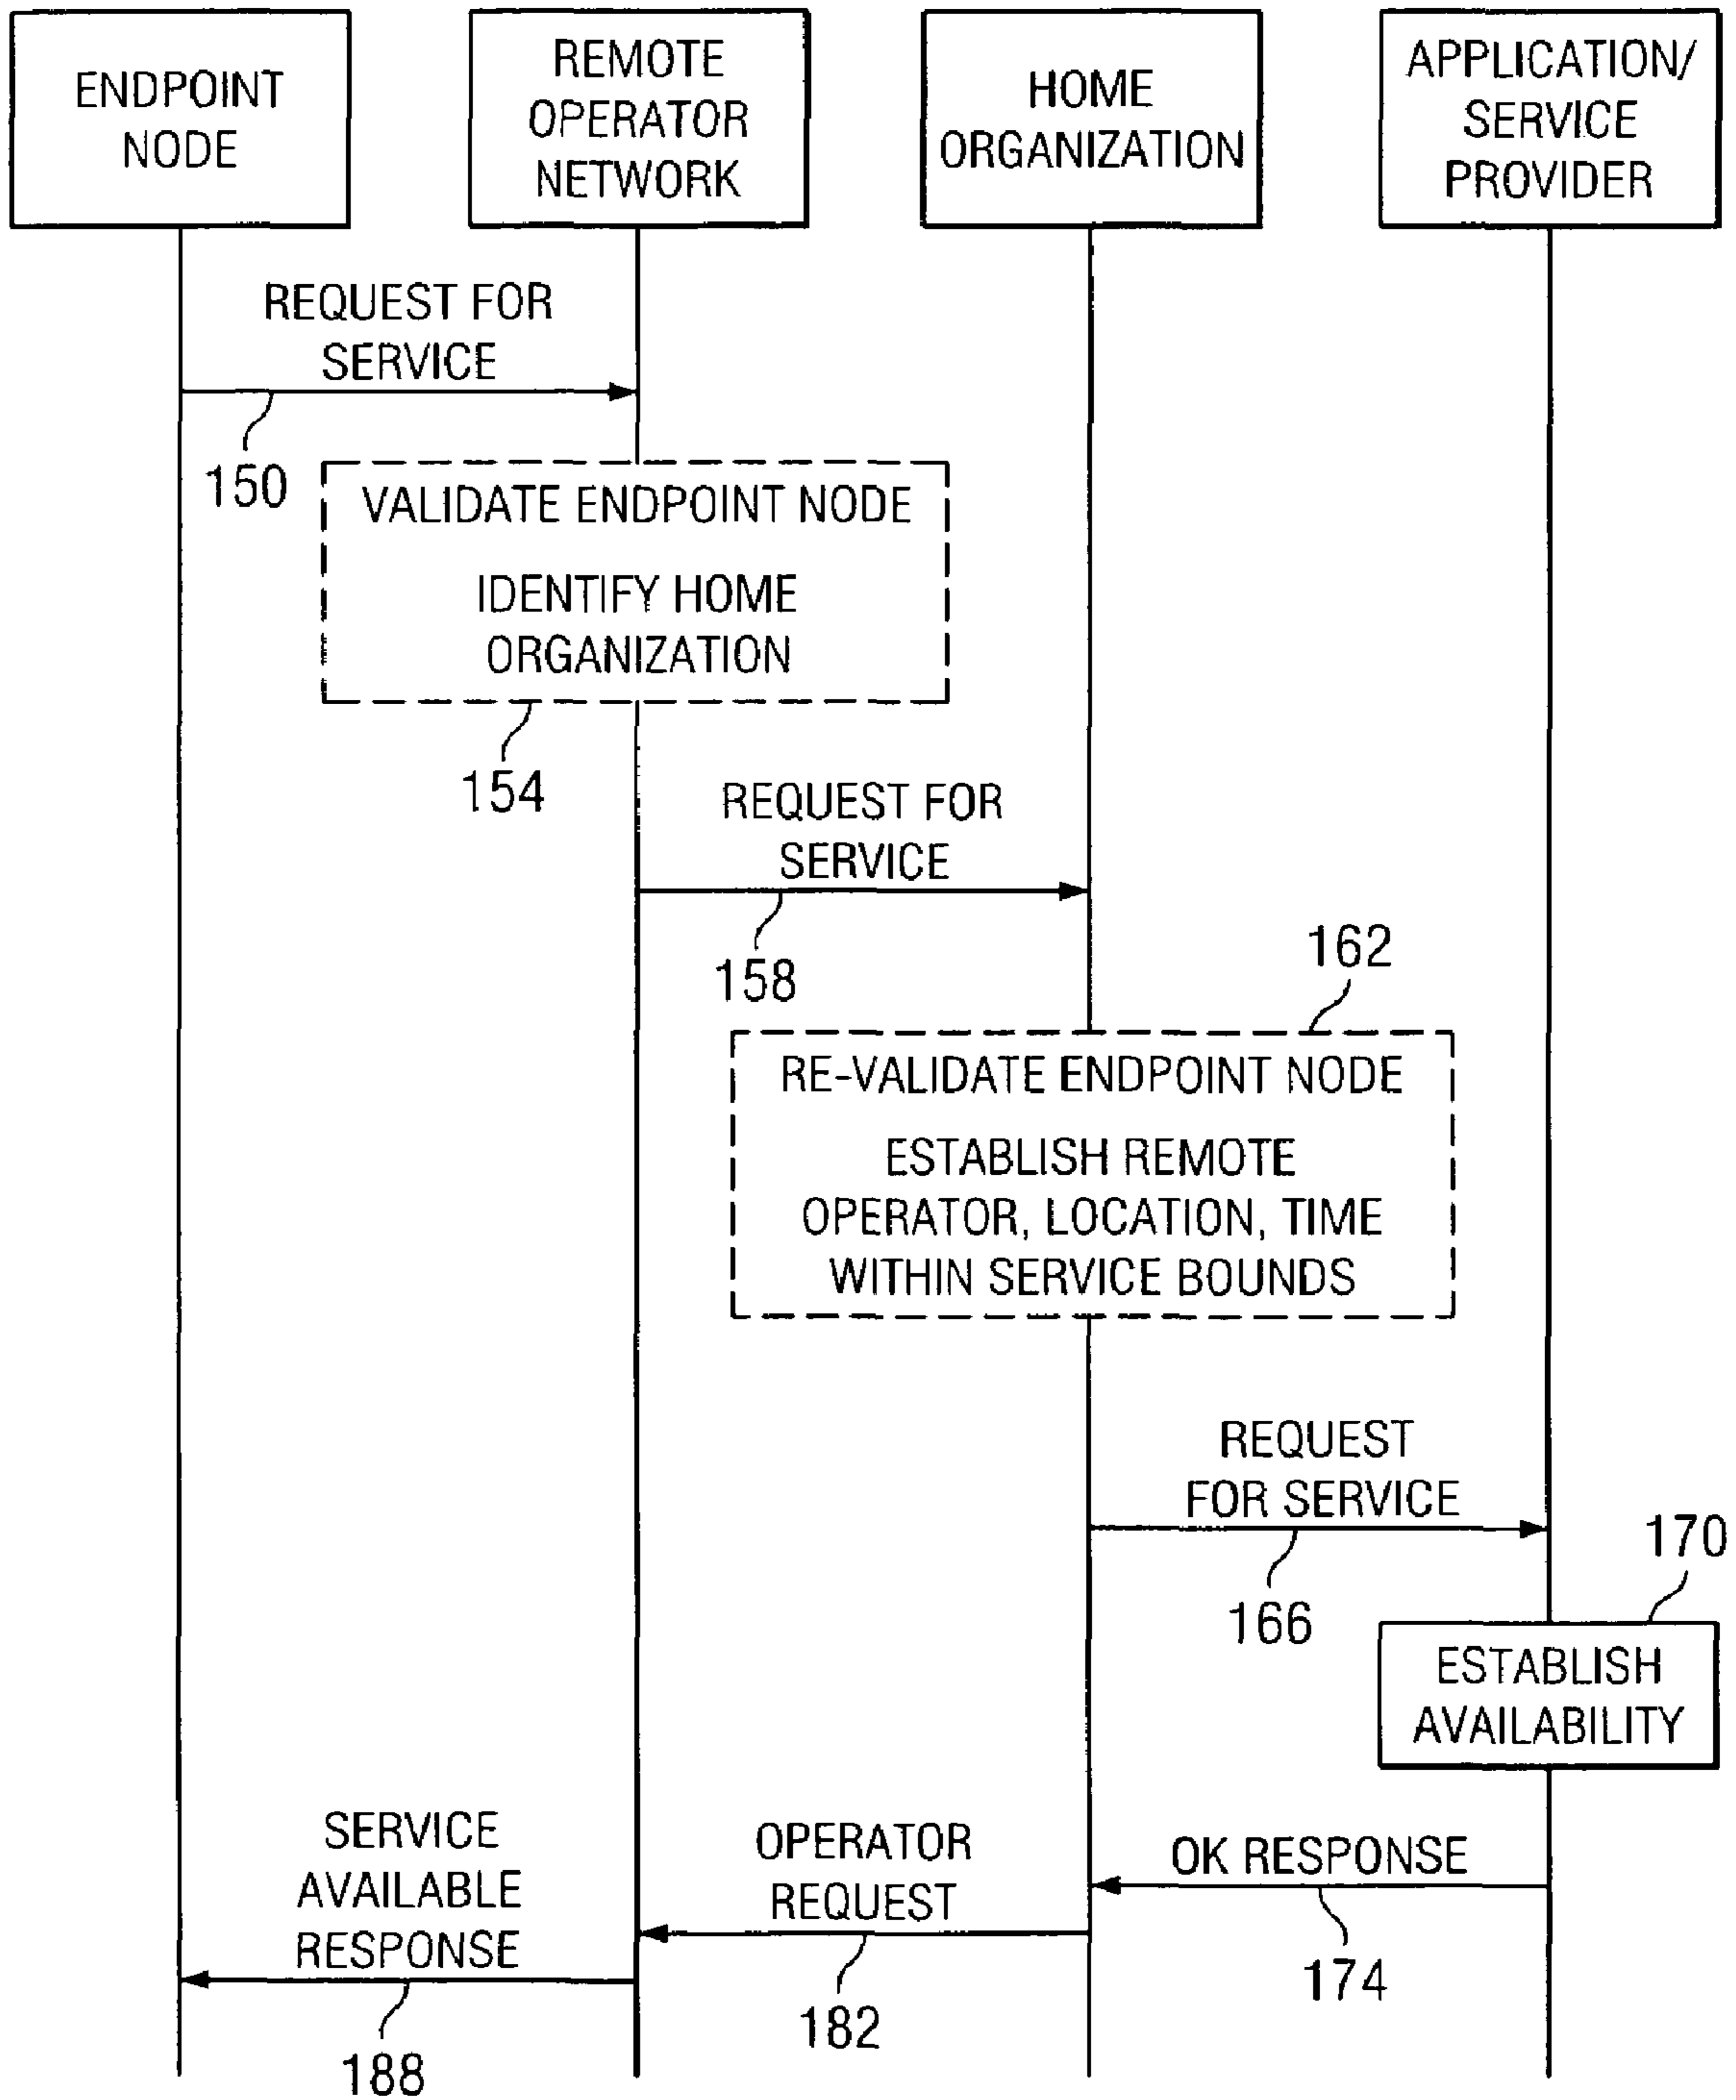 ENDPOINT
NODE
REMOTE
OPERATOR
NETWORK
HOME
ORGANIZATION
APPLICATION/
SERVICE
PROVIDER
REQUEST FOR
SERVICE
150
VALIDATE ENDPOINT NODE
IDENTIFY HOME
ORGANIZATION
154
REQUEST FOR
SERVICE
158
162
RE-VALIDATE ENDPOINT NODE
ESTABLISH REMOTE
OPERATOR, LOCATION, TIME
WITHIN SERVICE BOUNDS
REQUEST
FOR SERVICE
166
170
ESTABLISH
AVAILABILITY
OK RESPONSE
174
OPERATOR
REQUEST
182
SERVICE
AVAILABLE
RESPONSE
188